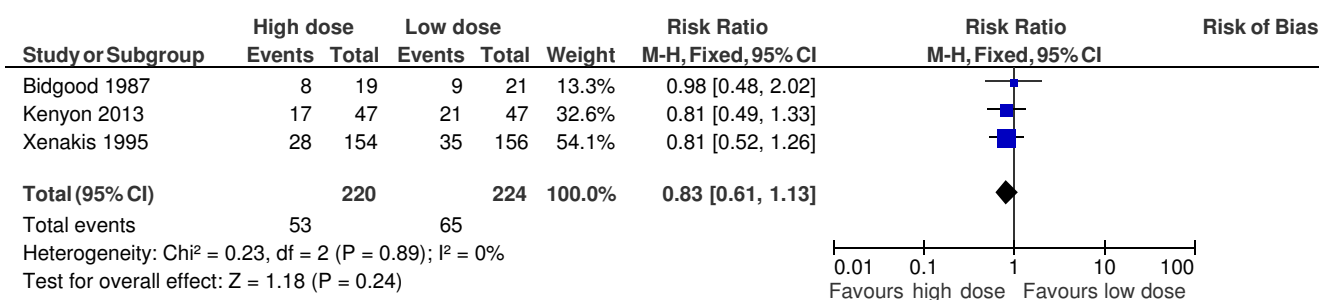 High dose Low dose Risk Ratio Risk Ratio Risk of Bias
Study or Subgroup Events Total Events Total Weight M-H, Fixed, 95% CI M-H, Fixed, 95% CI
Bidgood 1987 8 19 9 21 13.3% 0.98 [0.48, 2.02]
Kenyon 2013 17 47 21 47 32.6% 0.81 [0.49, 1.33]
Xenakis 1995 28 154 35 156 54.1% 0.81 [0.52, 1.26]
Total (95% CI) 220 224 100.0% 0.83 [0.61, 1.13]
Total events 53 65
Heterogeneity: Chi² = 0.23, df = 2 (P = 0.89); I² = 0%
Test for overall effect: Z = 1.18 (P = 0.24)
0.01 0.1 1 10 100
Favours high dose Favours low dose